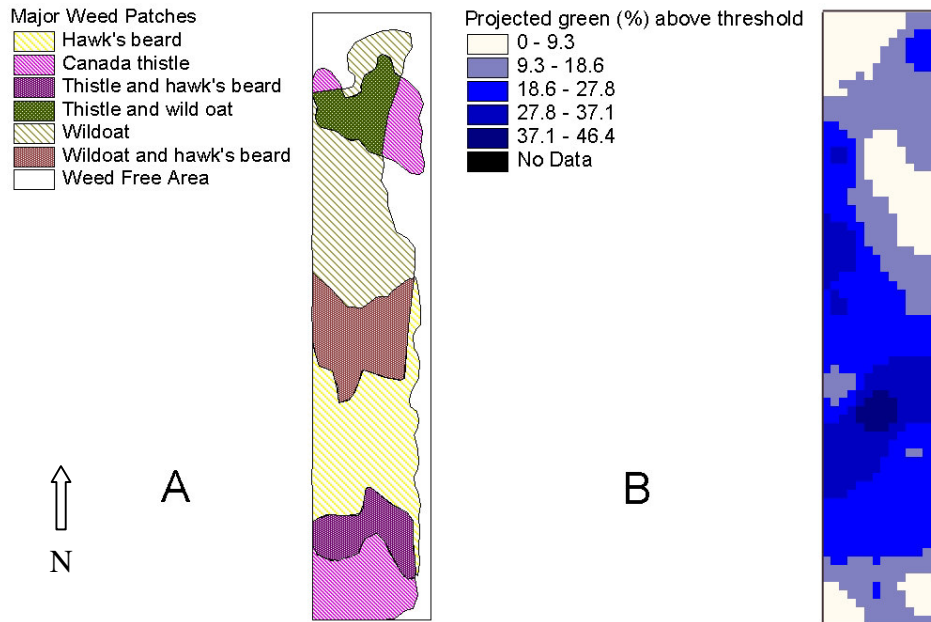 Major Weed Patches
Hawk's beard
Canada thistle
Thistle and hawk's beard
Thistle and wild oat
Wildoat
Wildoat and hawk's beard
Weed Free Area
A
N
Projected green (%) above threshold
0 - 9.3
9.3 - 18.6
18.6 - 27.8
27.8 - 37.1
37.1 - 46.4
No Data
B